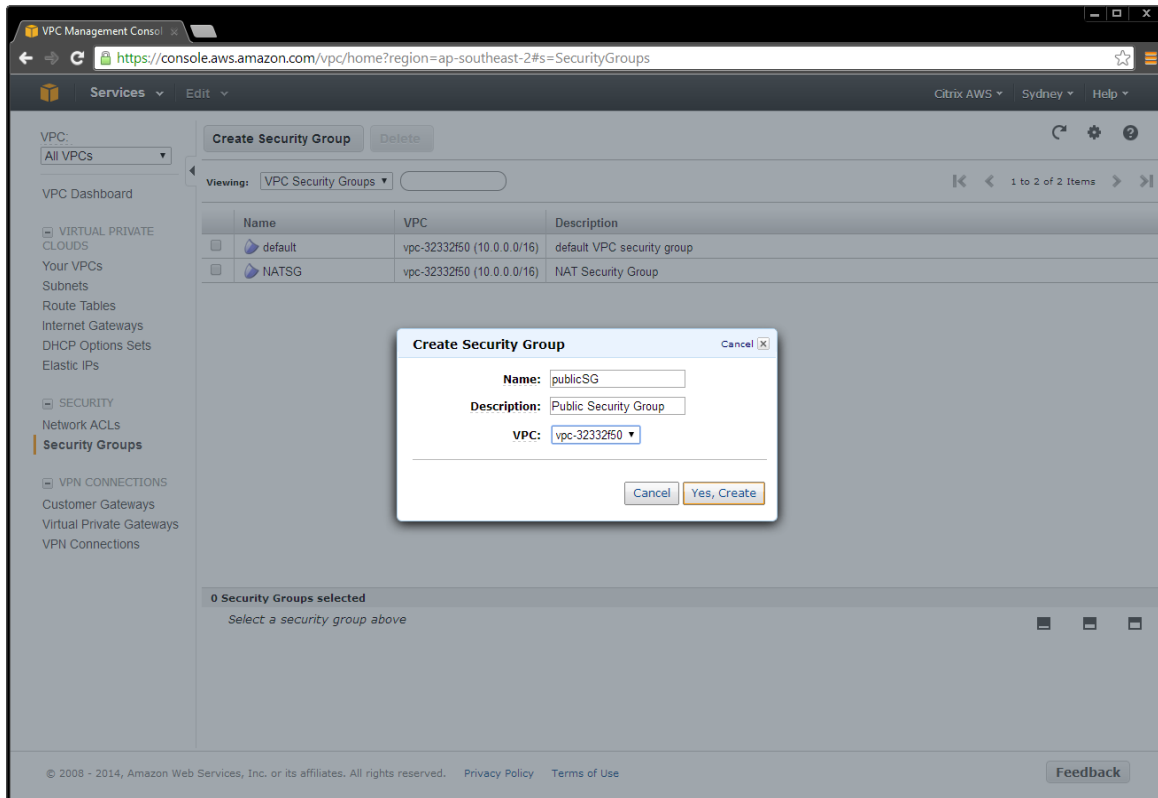 VPC Management Consol
https://console.aws.amazon.com/vpc/home?region=ap-southeast-2#s=SecurityGroups
Services Edit Citrix AWS Sydney Help
VPC:
All VPCs
VPC Dashboard
VIRTUAL PRIVATE
CLOUDS
Your VPCs
Subnets
Route Tables
Internet Gateways
DHCP Options Sets
Elastic IPs
SECURITY
Network ACLs
Security Groups
VPN CONNECTIONS
Customer Gateways
Virtual Private Gateways
VPN Connections
Create Security Group Delete
Viewing: VPC Security Groups 1 to 2 of 2 Items
Name VPC Description
default vpc-32332f50 (10.0.0.0/16) default VPC security group
NATSG vpc-32332f50 (10.0.0.0/16) NAT Security Group
Create Security Group Cancel
Name: publicSG
Description: Public Security Group
VPC: vpc-32332f50
Cancel Yes, Create
0 Security Groups selected
Select a security group above
© 2008 - 2014, Amazon Web Services, Inc. or its affiliates. All rights reserved. Privacy Policy Terms of Use Feedback